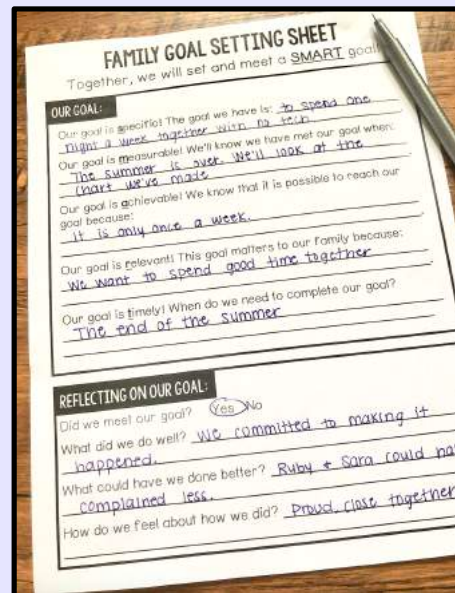 FAMILY GOAL SETTING SHEET
Together, we will set and meet a SMART goal!
OUR GOAL:
Our goal is specific! The goal we have is: to spend one
night a week together with no tech.
Our goal is measurable! We'll know we have met our goal when:
The summer is over. We'll look at the
chart we've made
Our goal is achievable! We know that it is possible to reach our
goal because:
it is only once a week.
Our goal is relevant! This goal matters to our family because:
we want to spend good time together
Our goal is timely! When do we need to complete our goal?
The end of the summer
REFLECTING ON OUR GOAL:
Did we meet our goal? Yes No
What did we do well? we committed to making it
happened.
What could have we done better? Ruby + Sara could
complained less.
How do we feel about how we did? Proud, close together